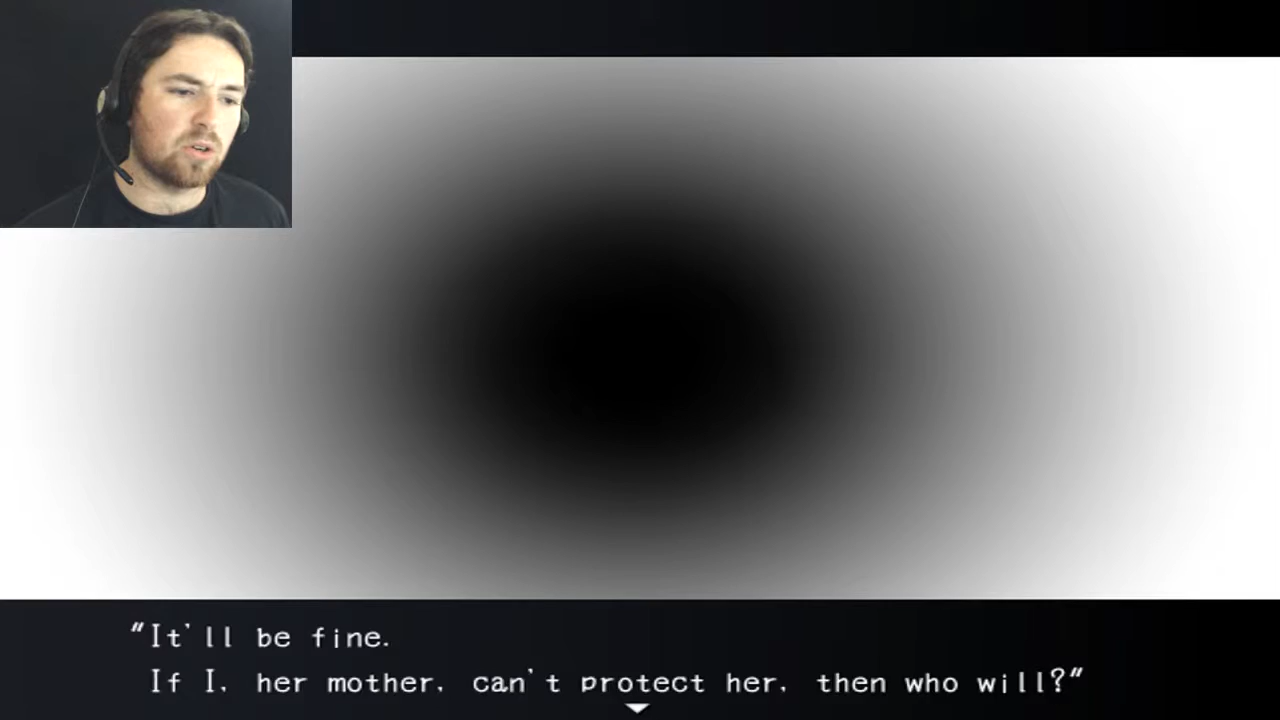 "It'll be fine.
If I, her mother, can't protect her, then who will?"